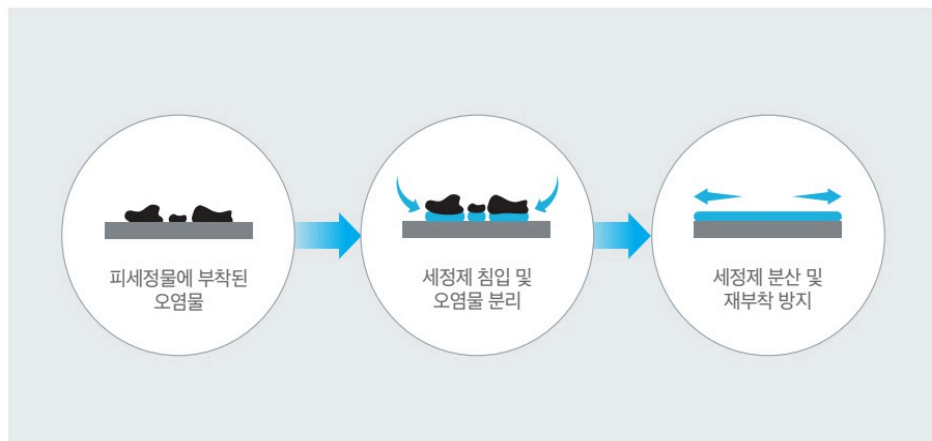 피세정물에 부착된
오염물
세정제 침입 및
오염물 분리
세정제 분산 및
재부착 방지